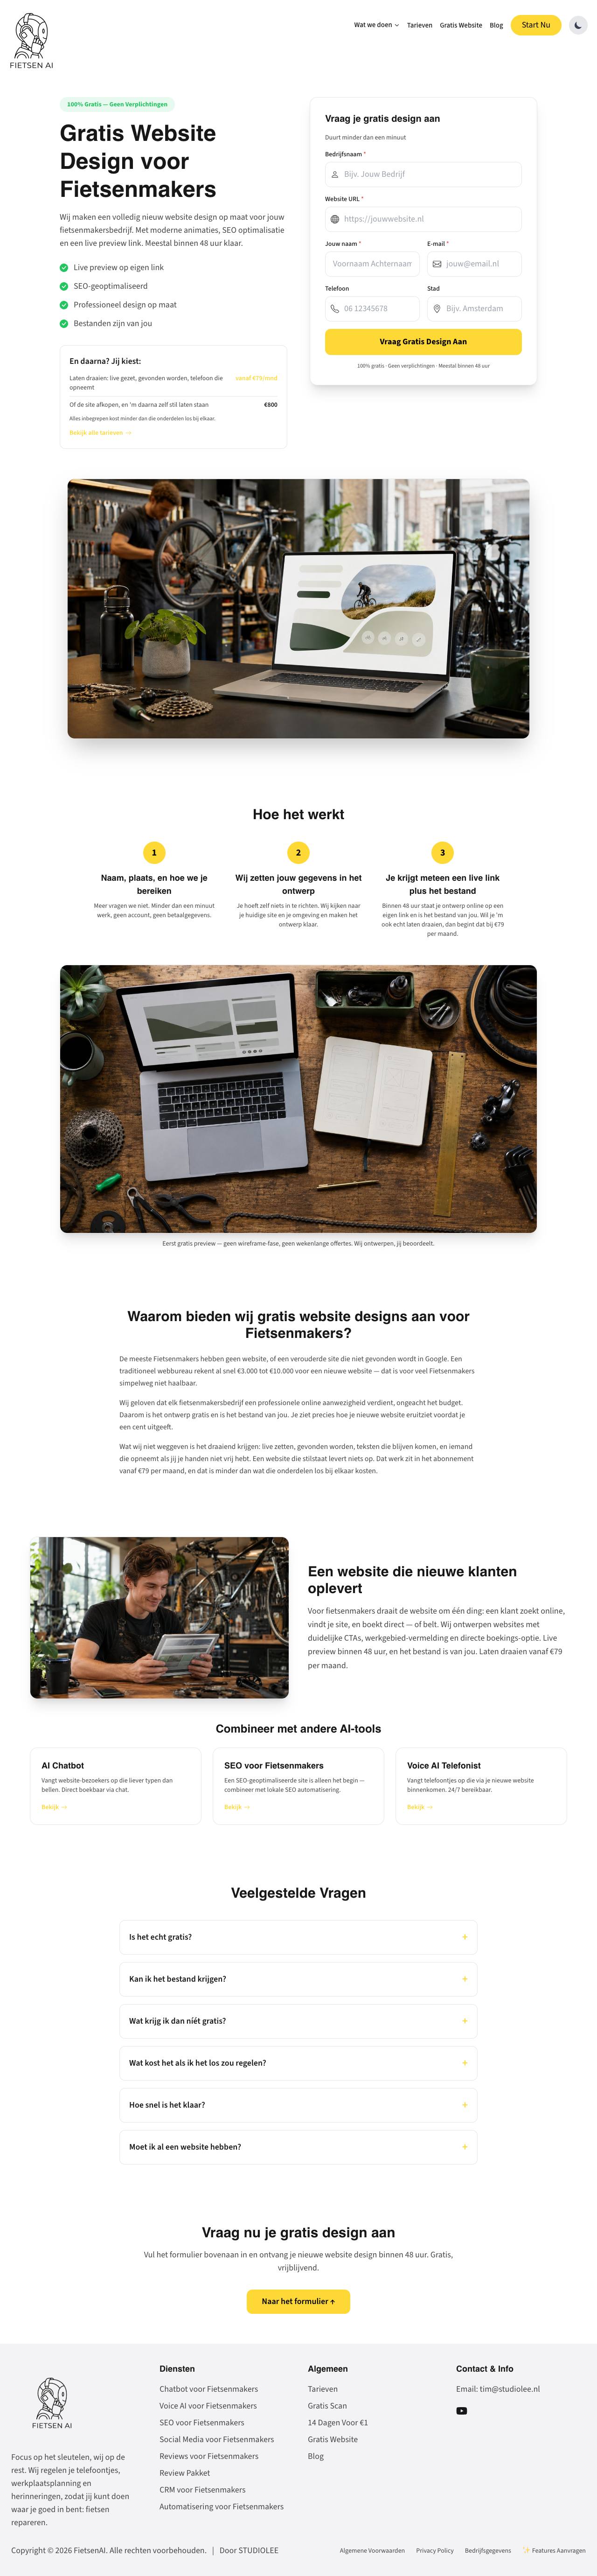 FIETSEN AI
Wat we doen
Tarieven
Gratis Website
Blog
Start Nu
100% Gratis — Geen Verplichtingen
Gratis Website
Design voor
Fietsenmakers
Wij maken een volledig nieuw website design op maat voor jouw
fietsenmakersbedrijf. Met moderne animaties, SEO optimalisatie
en een live preview link. Meestal binnen 48 uur klaar.
Live preview op eigen link
SEO-geoptimaliseerd
Professioneel design op maat
Bestanden zijn van jou
En daarna? Jij kiest:
Laten draaien: live gezet, gevonden worden, telefoon die
opneemt
vanaf €79/mnd
Of de site afkopen, en 'm daarna zelf stil laten staan
€800
Alles inbegrepen kost minder dan die onderdelen los bij elkaar.
Bekijk alle tarieven →
Vraag je gratis design aan
Duurt minder dan een minuut
Bedrijfsnaam *
Bijv. Jouw Bedrijf
Website URL *
https://jouwwebsite.nl
Jouw naam *
E-mail *
Voornaam Achternaam
jouw@email.nl
Telefoon
Stad
06 12345678
Bijv. Amsterdam
Vraag Gratis Design Aan
100% gratis · Geen verplichtingen · Meestal binnen 48 uur
Hoe het werkt
1
Naam, plaats, en hoe we je
bereiken
Meer vragen we niet. Minder dan een minuut
werk, geen account, geen betaalgegevens.
2
Wij zetten jouw gegevens in het
ontwerp
Je hoeft zelf niets in te richten. Wij kijken naar
je huidige site en je omgeving en maken het
ontwerp klaar.
3
Je krijgt meteen een live link
plus het bestand
Binnen 48 uur staat je ontwerp online op een
eigen link en is het bestand van jou. Wil je 'm
ook echt laten draaien, dan begint dat bij €79
per maand.
Eerst gratis preview — geen wireframe-fase, geen wekenlange offertes. Wij ontwerpen, jij beoordeelt.
Waarom bieden wij gratis website designs aan voor
Fietsenmakers?
De meeste Fietsenmakers hebben geen website, of een verouderde site die niet gevonden wordt in Google. Een
traditioneel webbureau rekent al snel €3.000 tot €10.000 voor een nieuwe website — dat is voor veel Fietsenmakers
simpelweg niet haalbaar.
Wij geloven dat elk fietsenmakersbedrijf een professionele online aanwezigheid verdient, ongeacht het budget.
Daarom is het ontwerp gratis en is het bestand van jou. Je ziet precies hoe je nieuwe website eruitziet voordat je
een cent uitgeeft.
Wat wij niet weggeven is het draaiend krijgen: live zetten, gevonden worden, teksten die blijven komen, en iemand
die opneemt als jij je handen niet vrij hebt. Een website die stilstaat levert niets op. Dat werk zit in het abonnement
vanaf €79 per maand, en dat is minder dan wat die onderdelen los bij elkaar kosten.
Een website die nieuwe klanten
oplevert
Voor fietsenmakers draait de website om één ding: een klant zoekt online,
vindt je site, en boekt direct — of belt. Wij ontwerpen websites met
duidelijke CTAs, werkgebied-vermelding en directe boekings-optie. Live
preview binnen 48 uur, en het bestand is van jou. Laten draaien vanaf €79
per maand.
Combineer met andere AI-tools
AI Chatbot
Vangt website-bezoekers op die liever typen dan
bellen. Direct boekbaar via chat.
Bekijk →
SEO voor Fietsenmakers
Een SEO-geoptimaliseerde site is alleen het begin —
combineer met lokale SEO automatisering.
Bekijk →
Voice AI Telefonist
Vangt telefoontjes op die via je nieuwe website
binnenkomen. 24/7 bereikbaar.
Bekijk →
Veelgestelde Vragen
Is het echt gratis? +
Kan ik het bestand krijgen? +
Wat krijg ik dan níét gratis? +
Wat kost het als ik het los zou regelen? +
Hoe snel is het klaar? +
Moet ik al een website hebben? +
Vraag nu je gratis design aan
Vul het formulier bovenaan in en ontvang je nieuwe website design binnen 48 uur. Gratis,
vrijblijvend.
Naar het formulier ↑
FIETSEN AI
Focus op het sleutelen, wij op de
rest. Wij regelen je telefoontjes,
werkplaatsplanning en
herinneringen, zodat jij kunt doen
waar je goed in bent: fietsen
repareren.
Diensten
Chatbot voor Fietsenmakers
Voice AI voor Fietsenmakers
SEO voor Fietsenmakers
Social Media voor Fietsenmakers
Reviews voor Fietsenmakers
Review Pakket
CRM voor Fietsenmakers
Automatisering voor Fietsenmakers
Algemeen
Tarieven
Gratis Scan
14 Dagen Voor €1
Gratis Website
Blog
Contact & Info
Email: tim@studiolee.nl
Copyright © 2026 FietsenAI. Alle rechten voorbehouden. | Door STUDIOLEE
Algemene Voorwaarden
Privacy Policy
Bedrijfsgegevens
✨ Features Aanvragen